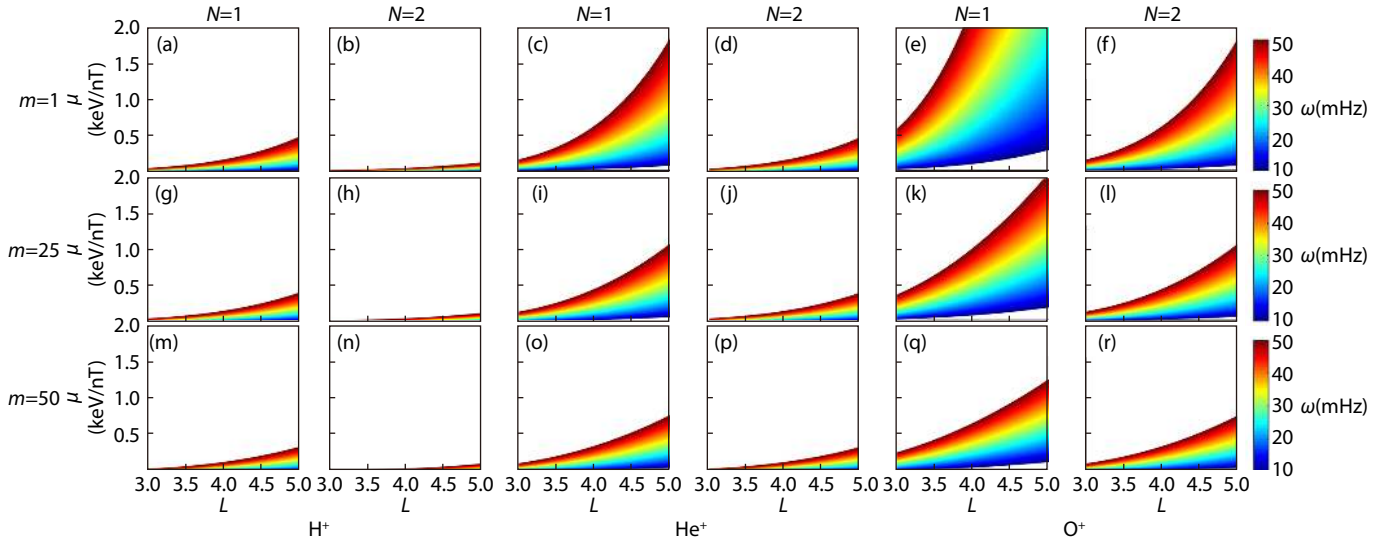 N=1 N=2 N=1 N=2 N=1 N=2
2.0 (a) (b) (c) (d) (e) (f) 50
1.5
m=1 μ (keV/nT) 1.0 40
30 ω(mHz)
0.5 20
10
2.0 (g) (h) (i) (j) (k) (l) 50
1.5
m=25 μ (keV/nT) 1.0 40
30 ω(mHz)
0.5 20
10
2.0 (m) (n) (o) (p) (q) (r) 50
1.5
m=50 μ (keV/nT) 1.0 40
30 ω(mHz)
0.5 20
10
3.0 3.5 4.0 4.5 5.0 3.0 3.5 4.0 4.5 5.0 3.0 3.5 4.0 4.5 5.0 3.0 3.5 4.0 4.5 5.0 3.0 3.5 4.0 4.5 5.0 3.0 3.5 4.0 4.5 5.0
L L L L L L
H⁺ He⁺ O⁺